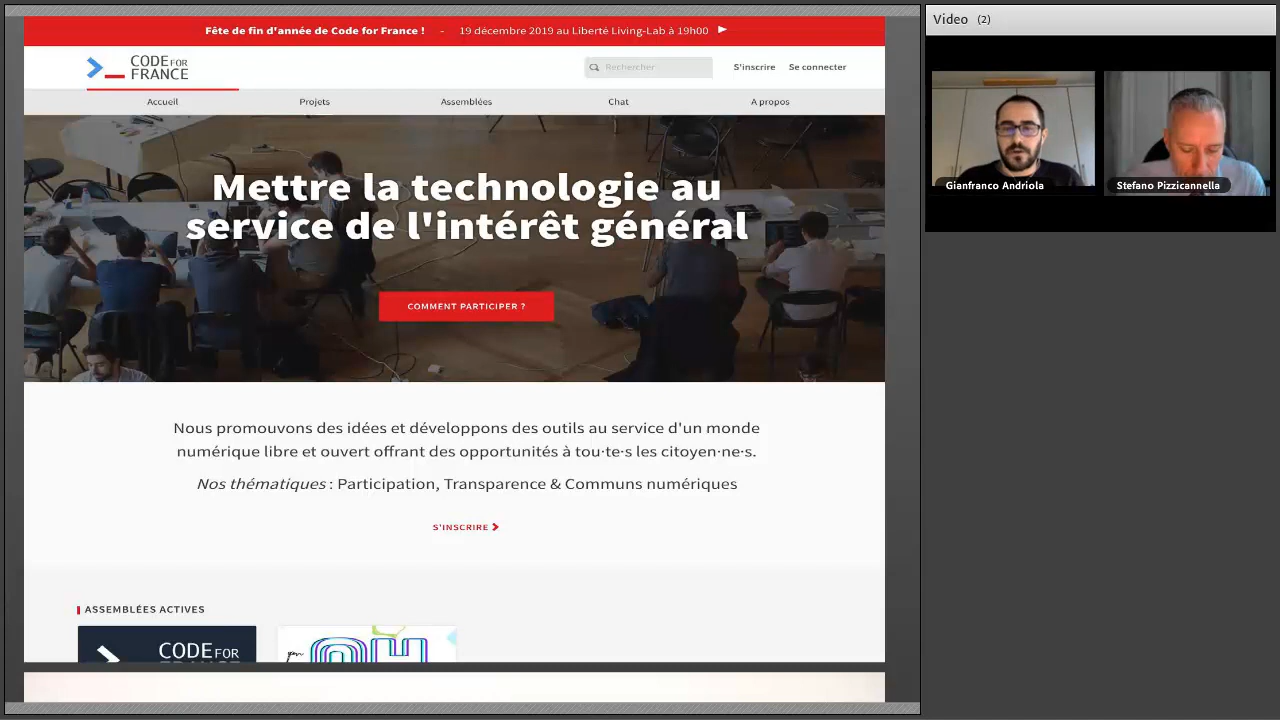 Fête de fin d'année de Code for France ! - 19 décembre 2019 au Liberté Living-Lab à 19h00
CODE FOR
FRANCE
Rechercher
S'inscrire
Se connecter
Accueil
Projets
Assemblées
Chat
A propos
Mettre la technologie au
service de l'intérêt général
COMMENT PARTICIPER ?
Nous promouvons des idées et développons des outils au service d'un monde
numérique libre et ouvert offrant des opportunités à tou·te·s les citoyen·ne·s.
Nos thématiques : Participation, Transparence & Communs numériques
S'INSCRIRE
ASSEMBLÉES ACTIVES
CODE FOR
FRANCE
Video (2)
Gianfranco Andriola
Stefano Pizzicannella